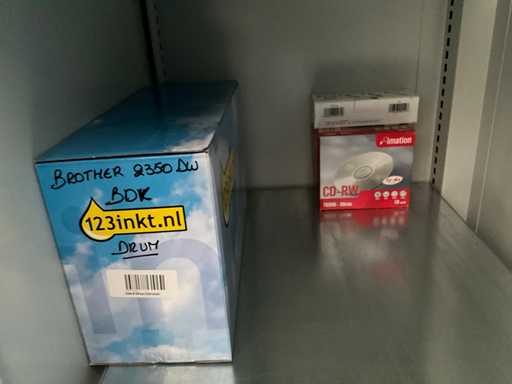 BROTHER 2350 DW
BDK
123inkt.nl
DRUM
imation
CD-RW